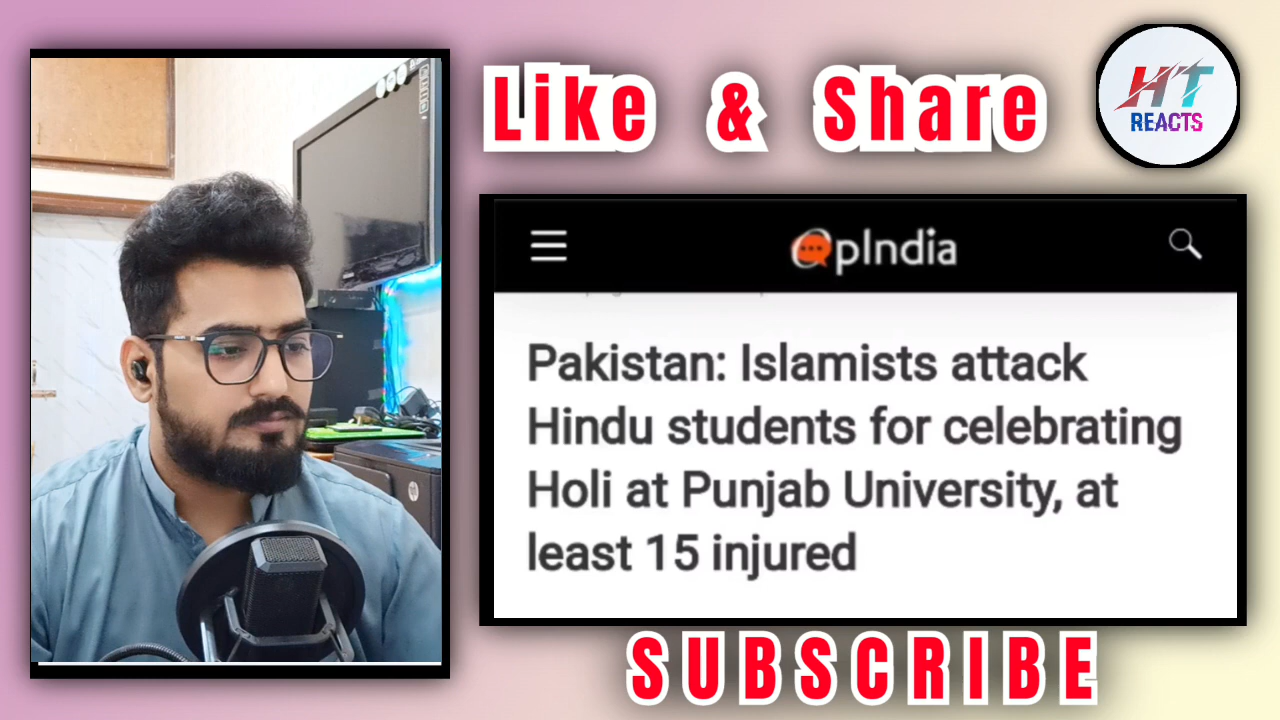 Like & Share
HT
REACTS
OpIndia
Pakistan: Islamists attack
Hindu students for celebrating
Holi at Punjab University, at
least 15 injured
SUBSCRIBE